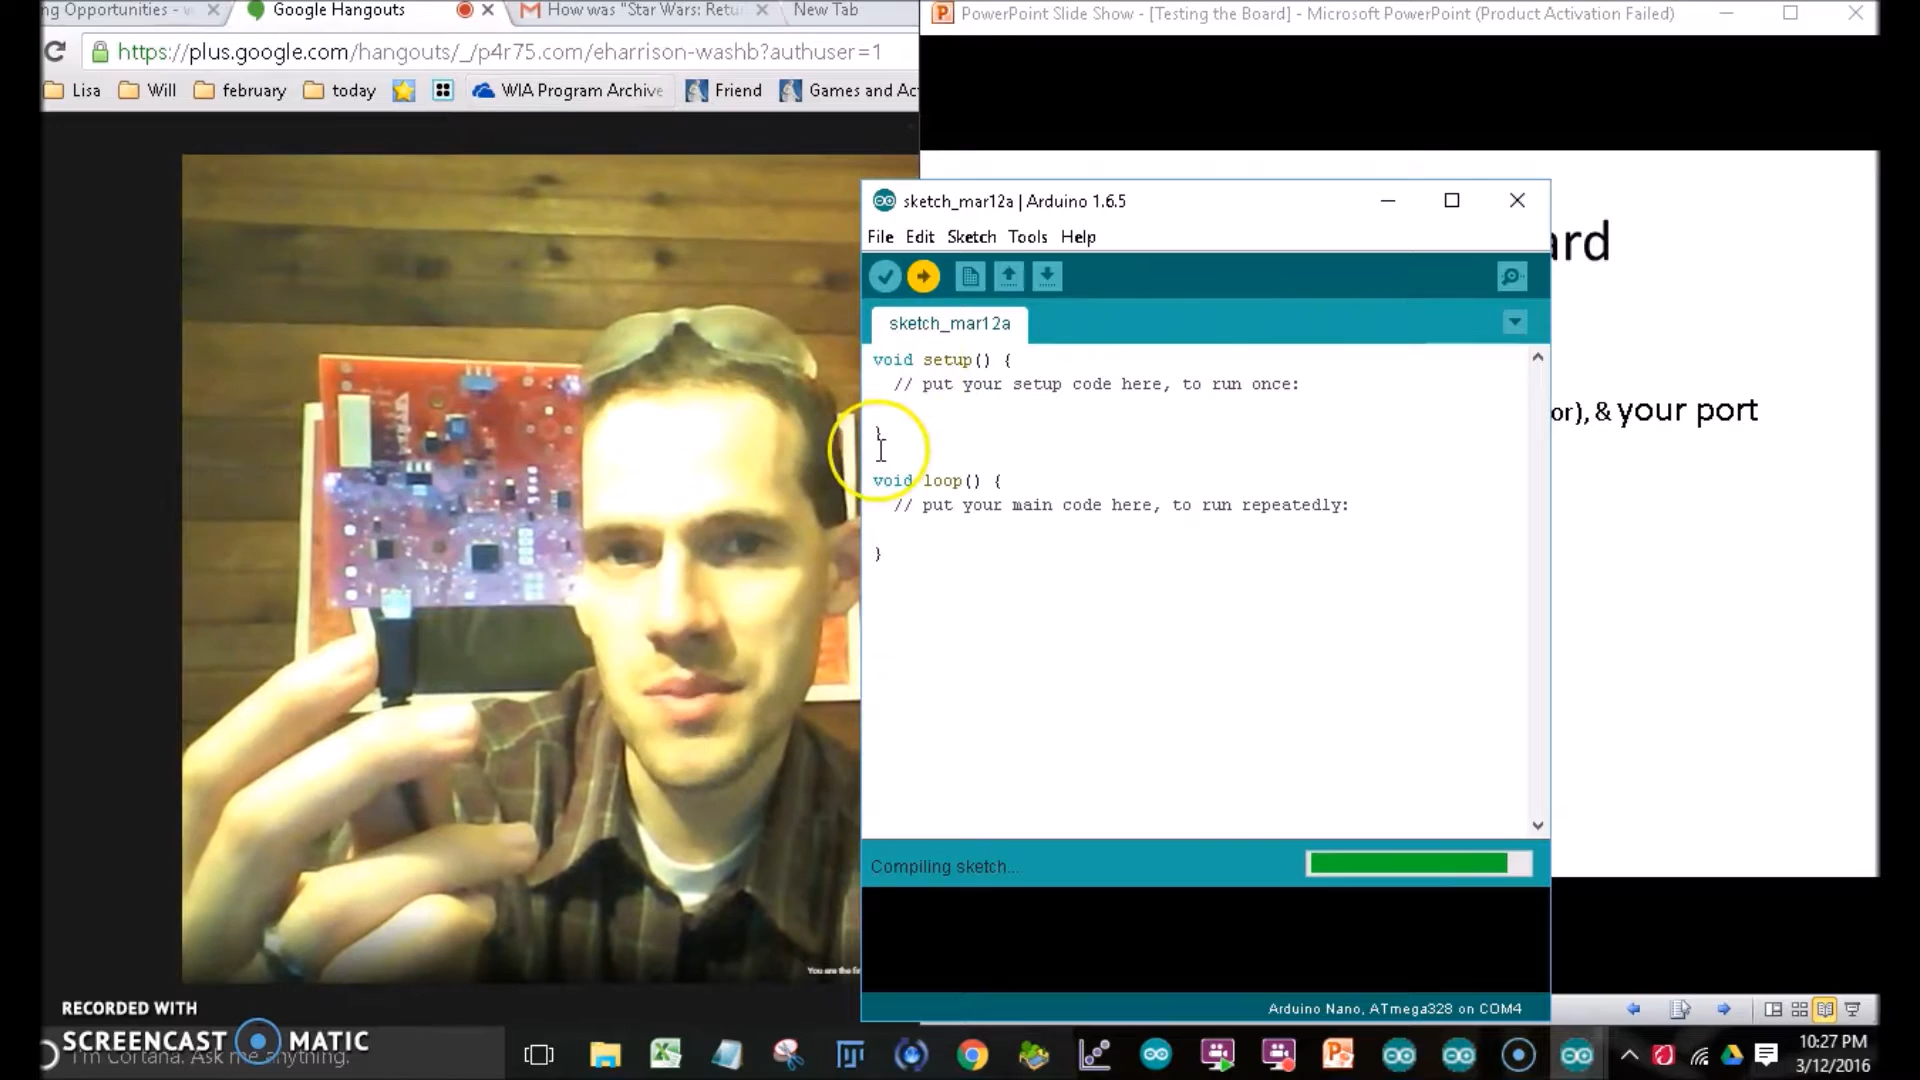 ng Opportunities - w
Google Hangouts
How was "Star Wars: Retu
New Tab
https://plus.google.com/hangouts/_/p4r75.com/eharrison-washb?authuser=1
Lisa
Will
february
today
WIA Program Archive
Friend
Games and Ac
PowerPoint Slide Show - [Testing the Board] - Microsoft PowerPoint (Product Activation Failed)
ard
or), & your port
sketch_mar12a | Arduino 1.6.5
File Edit Sketch Tools Help
sketch_mar12a
void setup() {
// put your setup code here, to run once:
}
void loop() {
// put your main code here, to run repeatedly:
}
Compiling sketch...
Arduino Nano, ATmega328 on COM4
You are the fi
RECORDED WITH
SCREENCAST MATIC
I'm Cortana. Ask me anything.
10:27 PM
3/12/2016